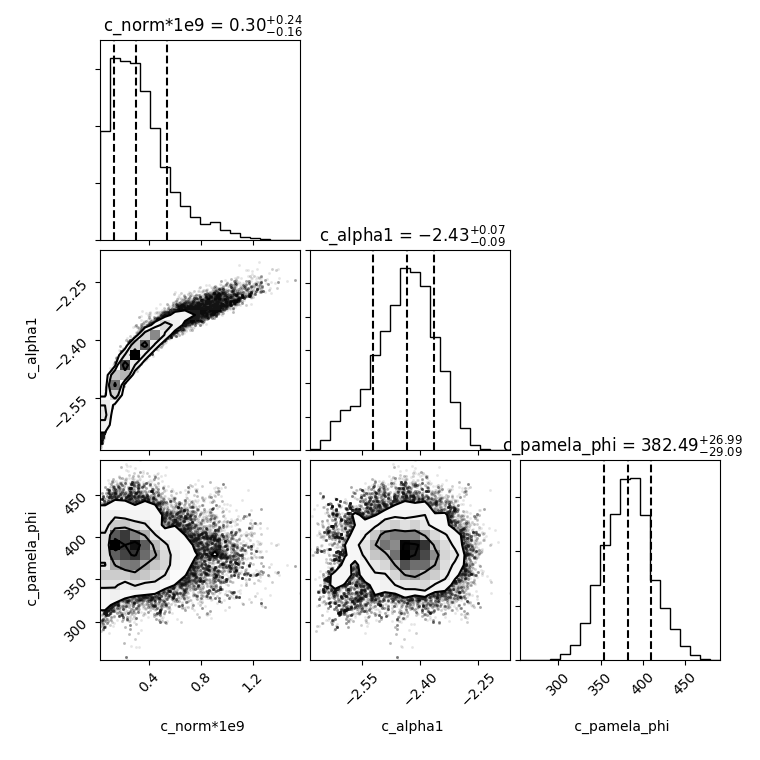 c_norm*1e9 = 0.30+0.24−0.16
c_alpha1 = −2.43+0.07−0.09
−2.25
−2.40
−2.55
c_alpha1
c_pamela_phi = 382.49+26.99−29.09
450
400
350
300
c_pamela_phi
0.4 0.8 1.2
−2.55 −2.40 −2.25
300 350 400 450
c_norm*1e9
c_alpha1
c_pamela_phi